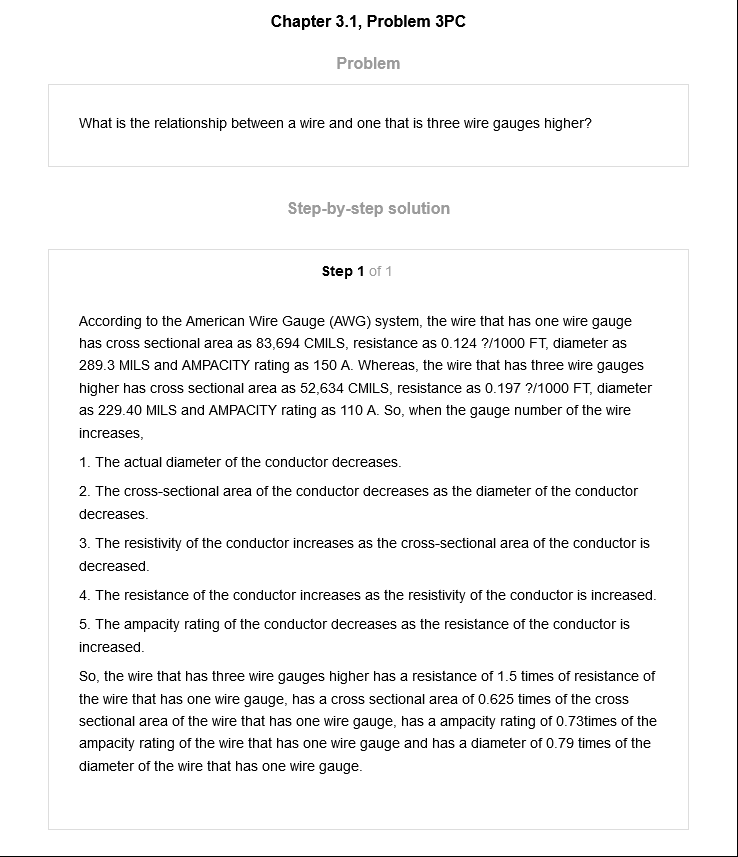 Chapter 3.1, Problem 3PC
Problem
What is the relationship between a wire and one that is three wire gauges higher?
Step-by-step solution
Step 1 of 1
According to the American Wire Gauge (AWG) system, the wire that has one wire gauge
has cross sectional area as 83,694 CMILS, resistance as 0.124 ?/1000 FT, diameter as
289.3 MILS and AMPACITY rating as 150 A. Whereas, the wire that has three wire gauges
higher has cross sectional area as 52,634 CMILS, resistance as 0.197 ?/1000 FT, diameter
as 229.40 MILS and AMPACITY rating as 110 A. So, when the gauge number of the wire
increases,
1. The actual diameter of the conductor decreases.
2. The cross-sectional area of the conductor decreases as the diameter of the conductor
decreases.
3. The resistivity of the conductor increases as the cross-sectional area of the conductor is
decreased.
4. The resistance of the conductor increases as the resistivity of the conductor is increased.
5. The ampacity rating of the conductor decreases as the resistance of the conductor is
increased.
So, the wire that has three wire gauges higher has a resistance of 1.5 times of resistance of
the wire that has one wire gauge, has a cross sectional area of 0.625 times of the cross
sectional area of the wire that has one wire gauge, has a ampacity rating of 0.73times of the
ampacity rating of the wire that has one wire gauge and has a diameter of 0.79 times of the
diameter of the wire that has one wire gauge.